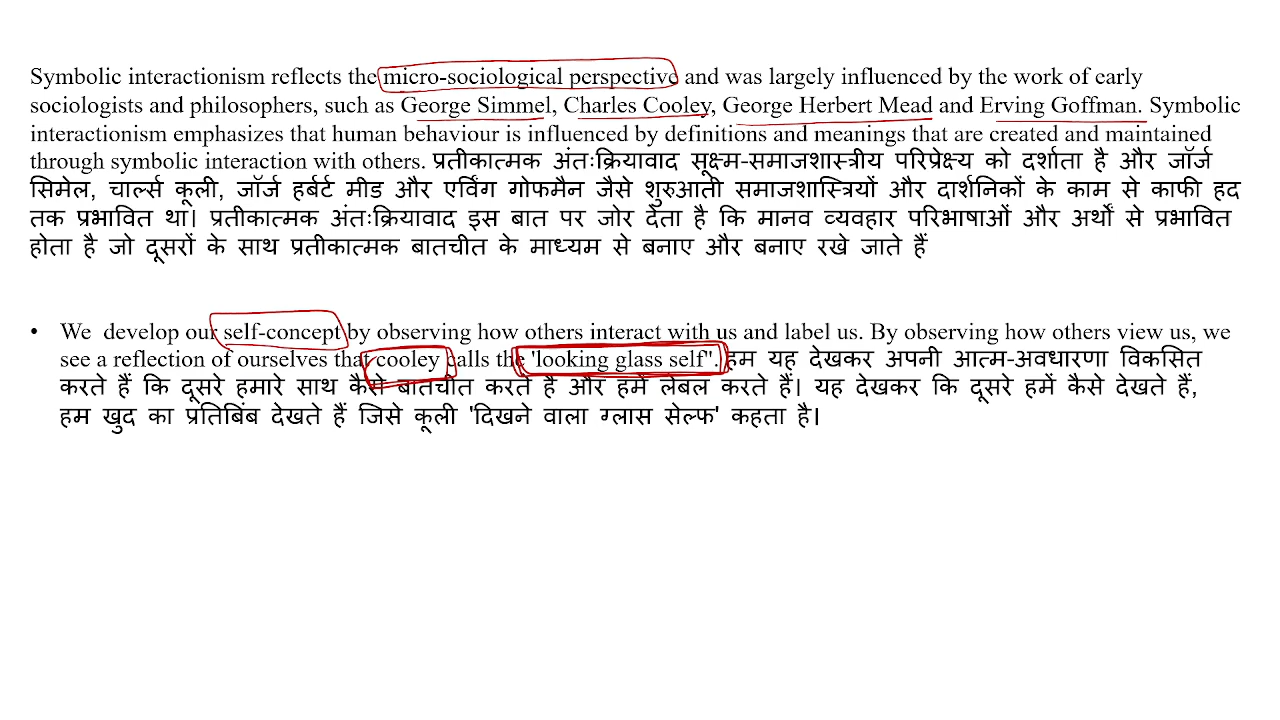 Symbolic interactionism reflects the micro-sociological perspective and was largely influenced by the work of early
sociologists and philosophers, such as George Simmel, Charles Cooley, George Herbert Mead and Erving Goffman. Symbolic
interactionism emphasizes that human behaviour is influenced by definitions and meanings that are created and maintained
through symbolic interaction with others. प्रतीकात्मक अंतःक्रियावाद सूक्ष्म-समाजशास्त्रीय परिप्रेक्ष्य को दर्शाता है और जॉर्ज
सिमेल, चार्ल्स कूली, जॉर्ज हर्बर्ट मीड और एर्विंग गोफमैन जैसे शुरुआती समाजशास्त्रियों और दार्शनिकों के काम से काफी हद
तक प्रभावित था। प्रतीकात्मक अंतःक्रियावाद इस बात पर जोर देता है कि मानव व्यवहार परिभाषाओं और अर्थों से प्रभावित
होता है जो दूसरों के साथ प्रतीकात्मक बातचीत के माध्यम से बनाए और बनाए रखे जाते हैं
• We develop our self-concept by observing how others interact with us and label us. By observing how others view us, we
see a reflection of ourselves that cooley calls the 'looking glass self". हम यह देखकर अपनी आत्म-अवधारणा विकसित
करते हैं कि दूसरे हमारे साथ कैसे बातचीत करते हैं और हमें लेबल करते हैं। यह देखकर कि दूसरे हमें कैसे देखते हैं,
हम खुद का प्रतिबिंब देखते हैं जिसे कूली 'दिखने वाला ग्लास सेल्फ' कहता है।